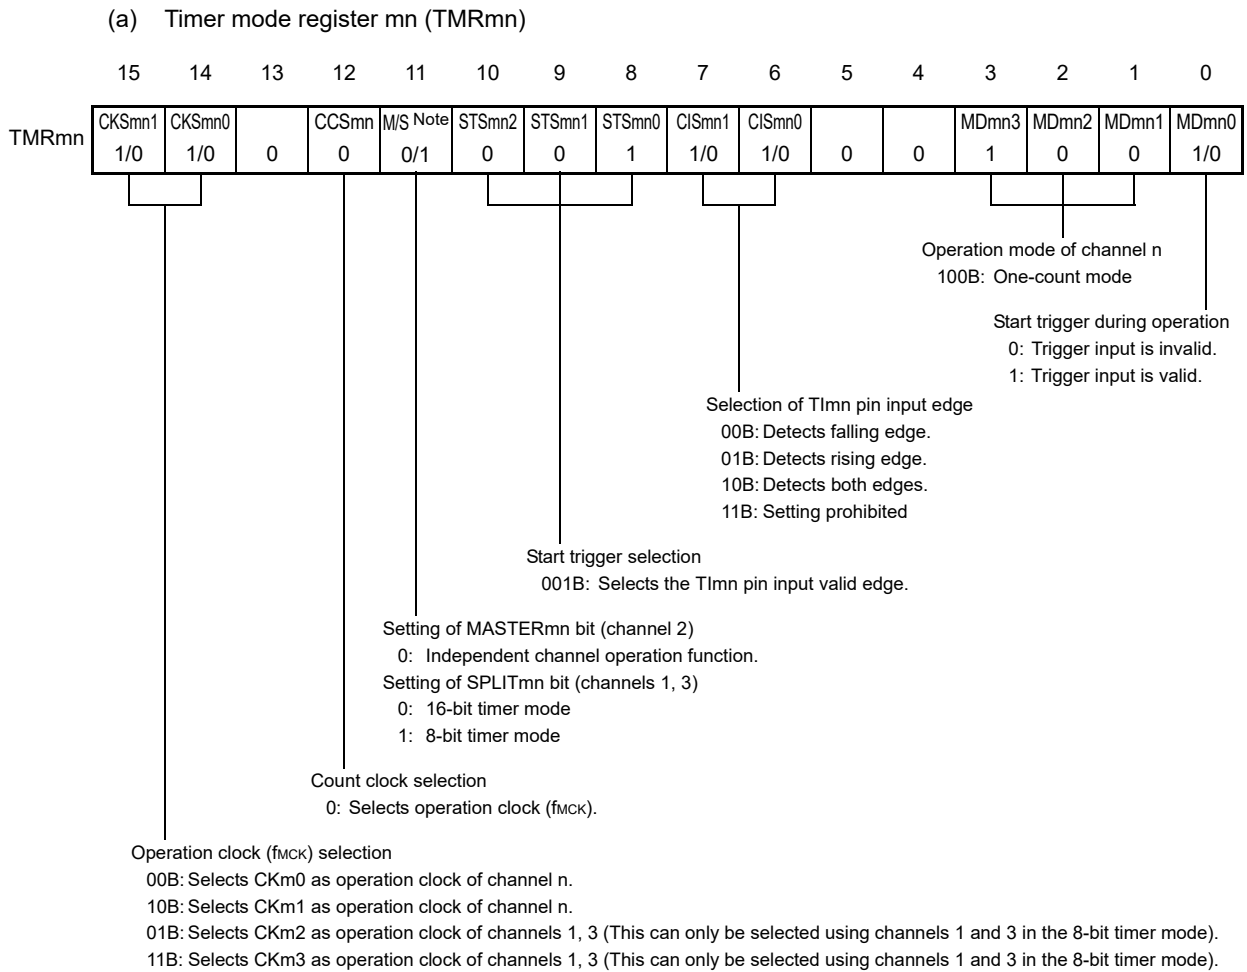 (a) Timer mode register mn (TMRmn)
15 14 13 12 11 10 9 8 7 6 5 4 3 2 1 0
TMRmn
CKSmn1 CKSmn0 CCSmn M/S Note STSmn2 STSmn1 STSmn0 CISmn1 CISmn0 MDmn3 MDmn2 MDmn1 MDmn0
1/0 1/0 0 0 0/1 0 0 1 1/0 1/0 0 0 1 0 0 1/0
Operation mode of channel n
100B: One-count mode
Start trigger during operation
0: Trigger input is invalid.
1: Trigger input is valid.
Selection of TImn pin input edge
00B: Detects falling edge.
01B: Detects rising edge.
10B: Detects both edges.
11B: Setting prohibited
Start trigger selection
001B: Selects the TImn pin input valid edge.
Setting of MASTERmn bit (channel 2)
0: Independent channel operation function.
Setting of SPLITmn bit (channels 1, 3)
0: 16-bit timer mode
1: 8-bit timer mode
Count clock selection
0: Selects operation clock (fMCK).
Operation clock (fMCK) selection
00B: Selects CKm0 as operation clock of channel n.
10B: Selects CKm1 as operation clock of channel n.
01B: Selects CKm2 as operation clock of channels 1, 3 (This can only be selected using channels 1 and 3 in the 8-bit timer mode).
11B: Selects CKm3 as operation clock of channels 1, 3 (This can only be selected using channels 1 and 3 in the 8-bit timer mode).